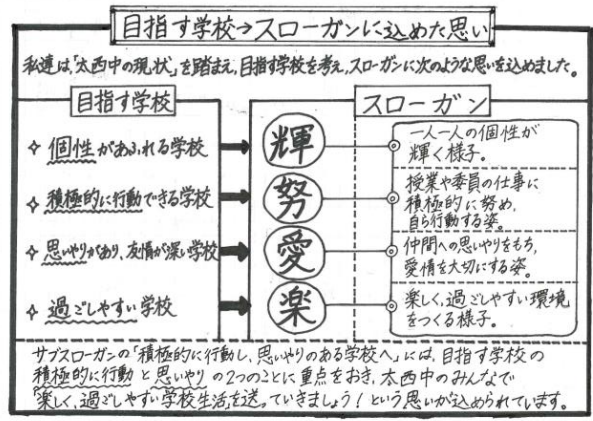 目指す学校→スローガンに込めた思い
私達は、「太西中の現状」を踏まえ、目指す学校を考え、スローガンに次のような思いを込めました。
目指す学校
スローガン
✧ 個性があふれる学校
輝
一人一人の個性が
輝く様子。
✧ 積極的に行動できる学校
努
授業や委員の仕事に
積極的に努め、
自ら行動する姿。
✧ 思いやりがあり、友情が深い学校
愛
仲間への思いやりをもち、
愛情を大切にする姿。
✧ 過ごしやすい学校
楽
楽しく、過ごしやすい環境
をつくる様子。
サブスローガンの「積極的に行動し、思いやりのある学校へ」には、目指す学校の
積極的に行動と思いやりの2つのことに重点をおき、太西中のみんなで
「楽しく、過ごしやすい学校生活」を送っていきましょう!という思いが込められています。